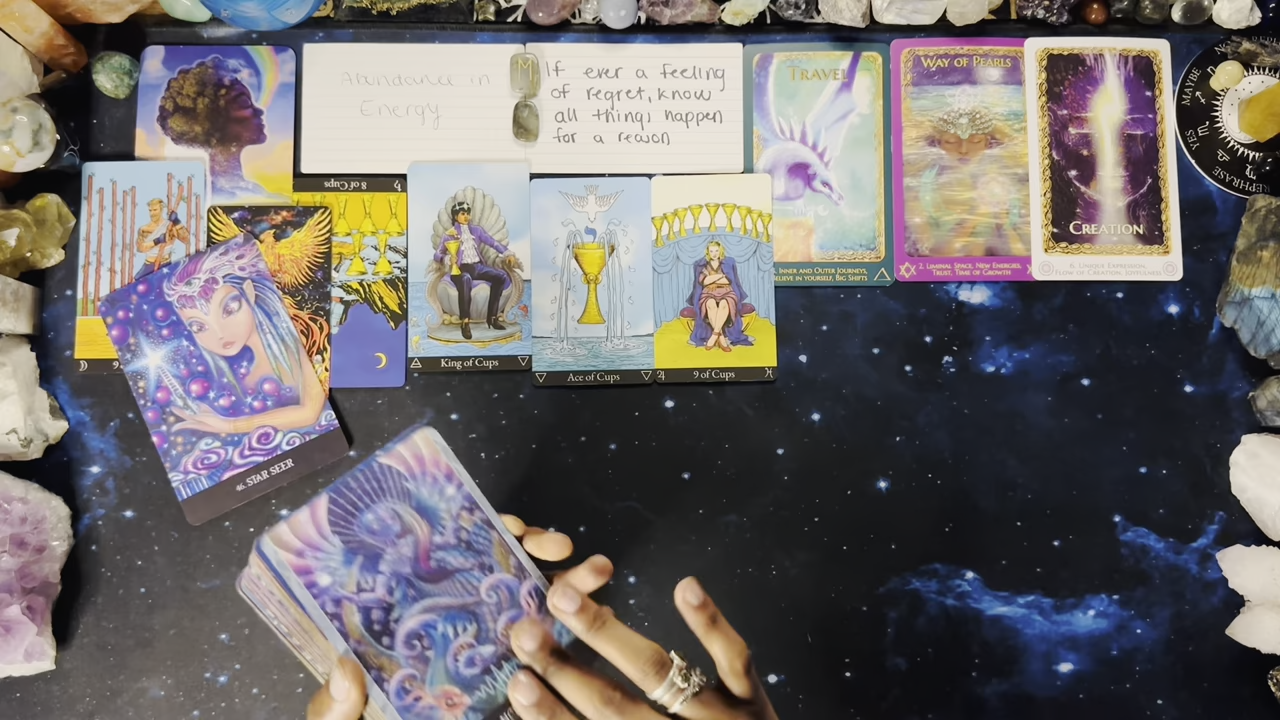 Abundance in
Energy
If ever a feeling
of regret, know
all things happen
for a reason
TRAVEL
INNER AND OUTER JOURNEYS,
BELIEVE IN YOURSELF, BIG SHIFTS
WAY OF PEARLS
2. LIMINAL SPACE, NEW ENERGIES,
TRUST, TIME OF GROWTH
CREATION
6. UNIQUE EXPRESSION,
FLOW OF CREATION, JOYFULNESS
MAYBE
YES
REPHRASE
8 of Cups
King of Cups
Ace of Cups
9 of Cups
9
46. STAR SEER